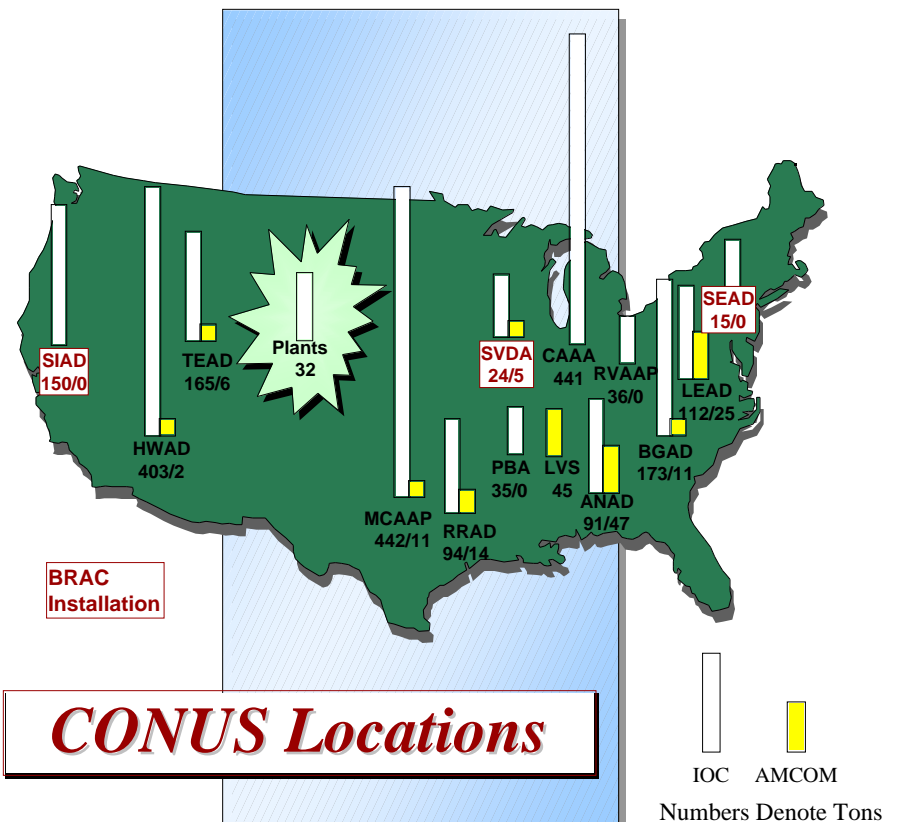 SIAD
150/0
HWAD
403/2
TEAD
165/6
Plants
32
MCAAP
442/11
RRAD
94/14
SVDA
24/5
PBA
35/0
LVS
45
CAAA
441
RVAAP
36/0
ANAD
91/47
BGAD
173/11
LEAD
112/25
SEAD
15/0
BRAC
Installation
CONUS Locations
IOC AMCOM
Numbers Denote Tons